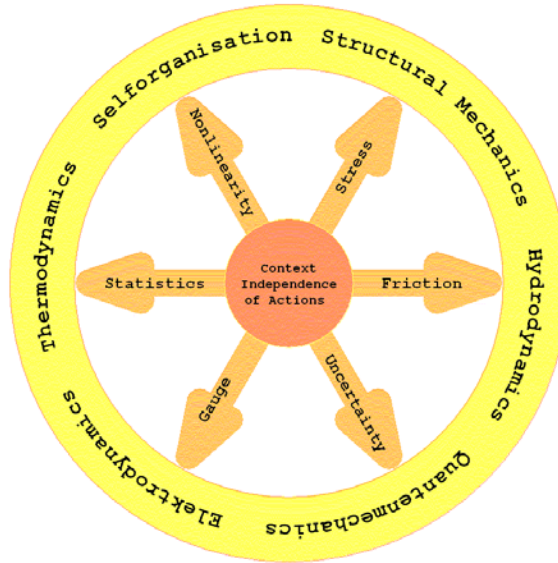 Selforganisation
Structural Mechanics
Hydrodynamics
Quantenmechanics
Elektrodynamics
Thermodynamics
Nonlinearity
Stress
Friction
Uncertainty
Gauge
Statistics
Context
Independence
of Actions